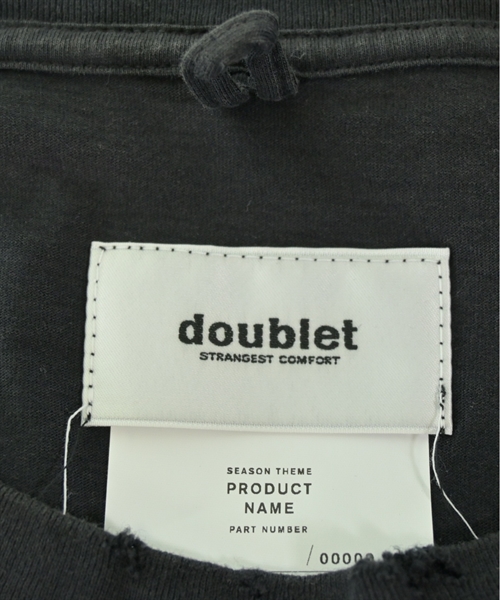 doublet
STRANGEST COMFORT
SEASON THEME
PRODUCT
NAME
PART NUMBER